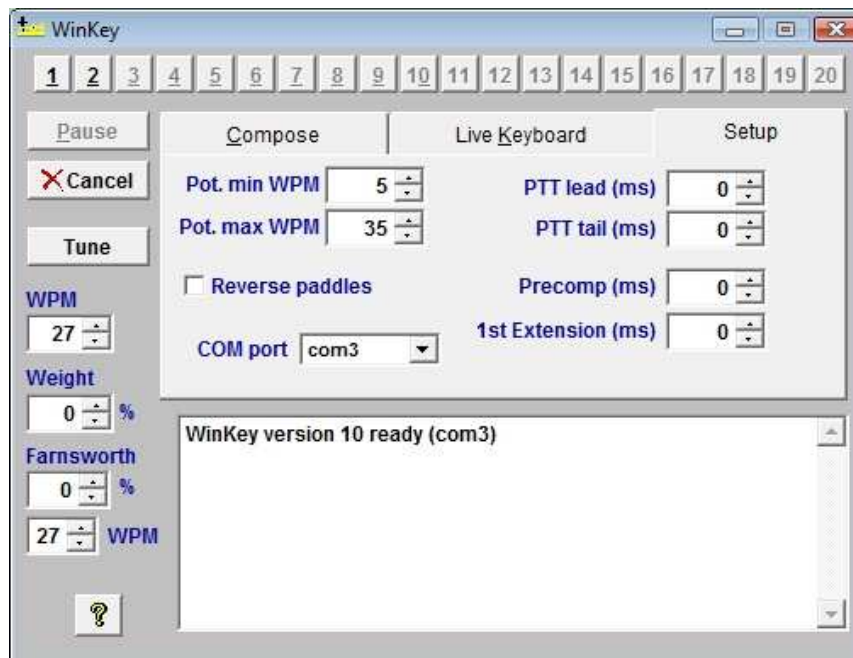 WinKey
1 2 3 4 5 6 7 8 9 10 11 12 13 14 15 16 17 18 19 20
Pause
Cancel
Tune
WPM
27
Weight
0 %
Farnsworth
0 %
27 WPM
?
Compose Live Keyboard Setup
Pot. min WPM 5 PTT lead (ms) 0
Pot. max WPM 35 PTT tail (ms) 0
Reverse paddles Precomp (ms) 0
COM port com3 1st Extension (ms) 0
WinKey version 10 ready (com3)